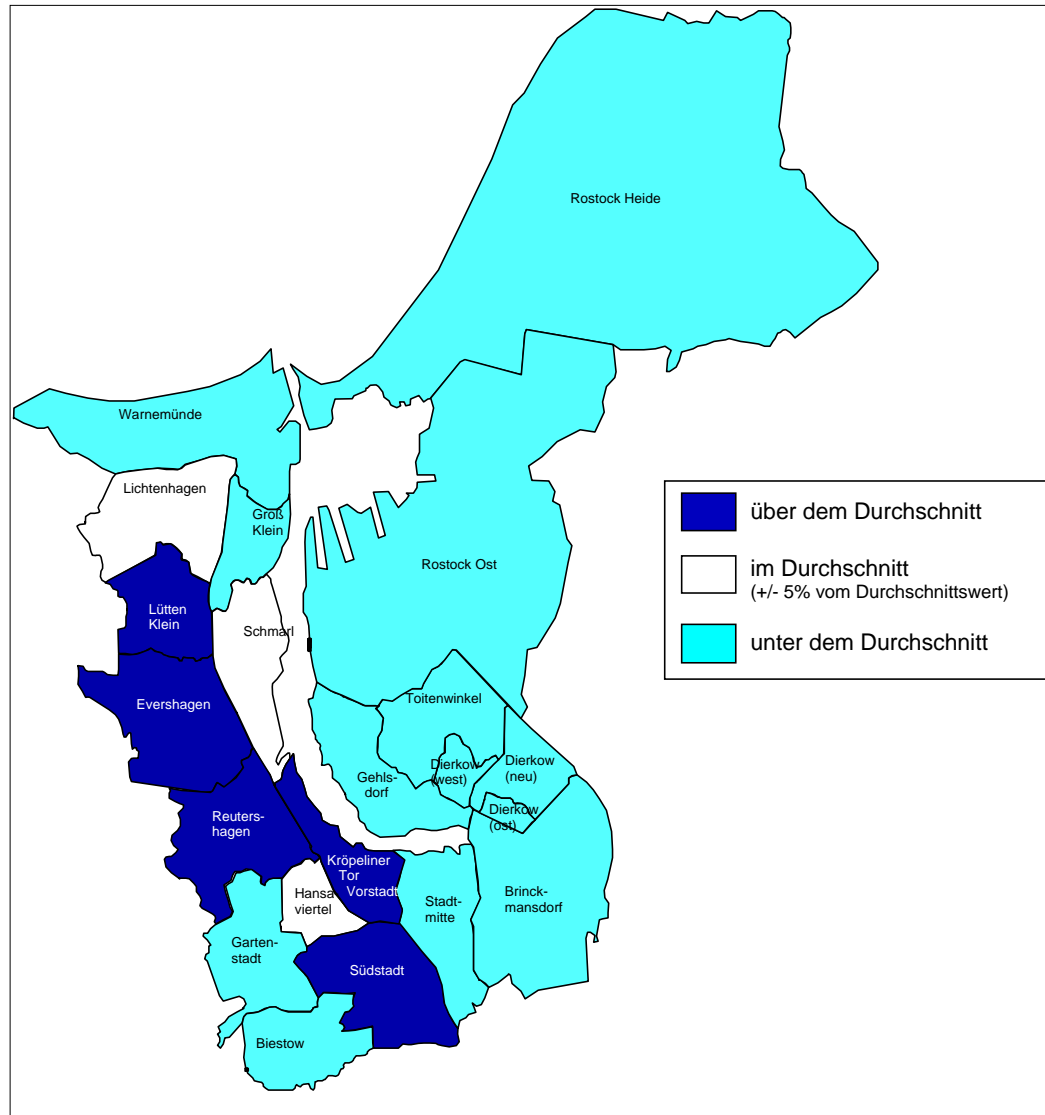 Rostock Heide
Warnemünde
Lichtenhagen
Groß
Klein
Rostock Ost
Lütten
Klein
Schmarl
Evershagen
Toitenwinkel
Dierkow
(west)
Dierkow
(neu)
Gehls-
dorf
Dierkow
(ost)
Reuters-
hagen
Kröpeliner
Tor
Vorstadt
Hansa
viertel
Stadt-
mitte
Brinck-
mansdorf
Garten-
stadt
Südstadt
Biestow
über dem Durchschnitt
im Durchschnitt
(+/- 5% vom Durchschnittswert)
unter dem Durchschnitt